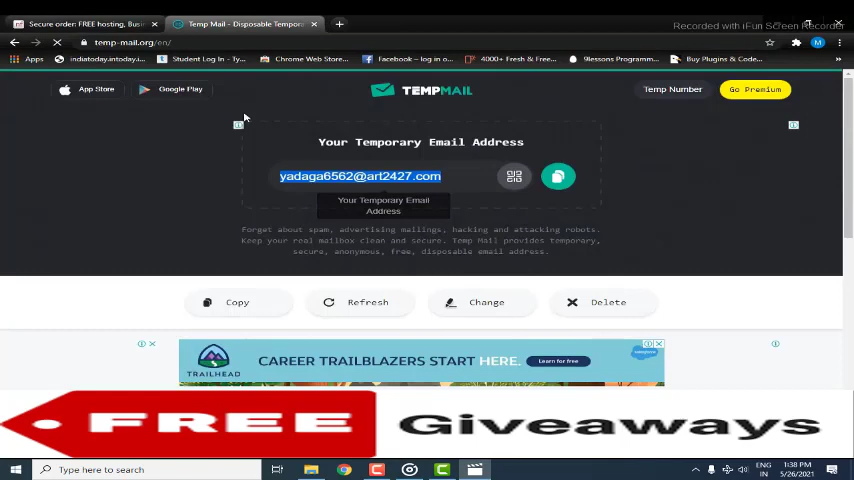 Secure order: FREE hosting, Busin
Temp Mail - Disposable Tempora
Recorded with iFun Screen Recorder
temp-mail.org/en/
M
Apps
indiatoday.intoday.i...
Student Log In - Ty...
Chrome Web Store...
Facebook – log in o...
4000+ Fresh & Free...
9lessons Programm...
Buy Plugins & Code...
App Store
Google Play
TEMPMAIL
Temp Number
Go Premium
Your Temporary Email Address
yadaga6562@art2427.com
Your Temporary Email
Address
Forget about spam, advertising mailings, hacking and attacking robots.
Keep your real mailbox clean and secure. Temp Mail provides temporary,
secure, anonymous, free, disposable email address.
Copy
Refresh
Change
Delete
TRAILHEAD
CAREER TRAILBLAZERS START HERE.
Learn for free
FREE Giveaways
Type here to search
ENG
IN
1:38 PM
5/26/2021